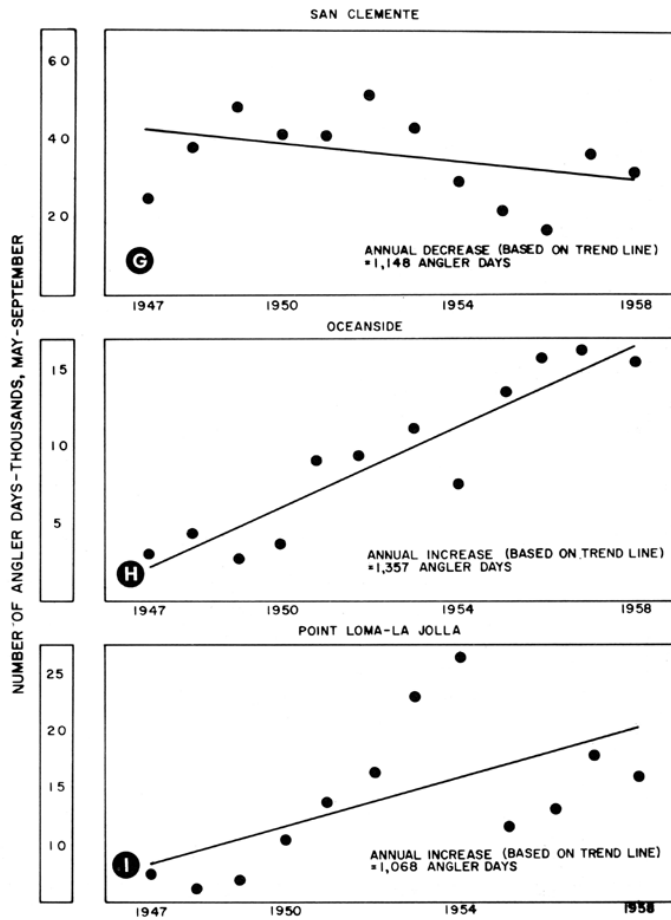 SAN CLEMENTE
NUMBER OF ANGLER DAYS-THOUSANDS, MAY-SEPTEMBER
60
40
20
G
ANNUAL DECREASE (BASED ON TREND LINE)
=1,148 ANGLER DAYS
1947 1950 1954 1958
OCEANSIDE
15
10
5
H
ANNUAL INCREASE (BASED ON TREND LINE)
=1,357 ANGLER DAYS
1947 1950 1954 1958
POINT LOMA-LA JOLLA
25
20
15
10
I
ANNUAL INCREASE (BASED ON TREND LINE)
=1,068 ANGLER DAYS
1947 1950 1954 1958